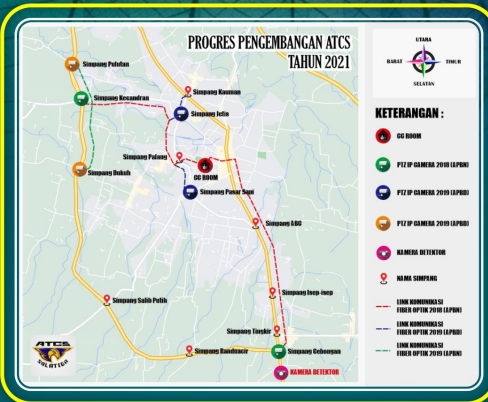 PROGRES PENGEMBANGAN ATCS
TAHUN 2021
Simpang Pulutan
Simpang Kecandran
Simpang Kauman
Simpang Jetis
Simpang Palang
CC ROOM
Simpang Dukuh
Simpang Pasar Sapi
Simpang ABC
Simpang Isep-isep
Simpang Salib Putih
Simpang Tingkir
Simpang Randuacir
Simpang Gebongan
KAMERA DETEKTOR
ATCS
SALATIGA
UTARA
BARAT
TIMUR
SELATAN
KETERANGAN :
CC ROOM
PTZ IP CAMERA 2018 (APBN)
PTZ IP CAMERA 2019 (APBD)
PTZ IP CAMERA 2019 (APBD)
KAMERA DETEKTOR
NAMA SIMPANG
LINK KOMUNIKASI
FIBER OPTIK 2018 (APBN)
LINK KOMUNIKASI
FIBER OPTIK 2019 (APBD)
LINK KOMUNIKASI
FIBER OPTIK 2019 (APBN)